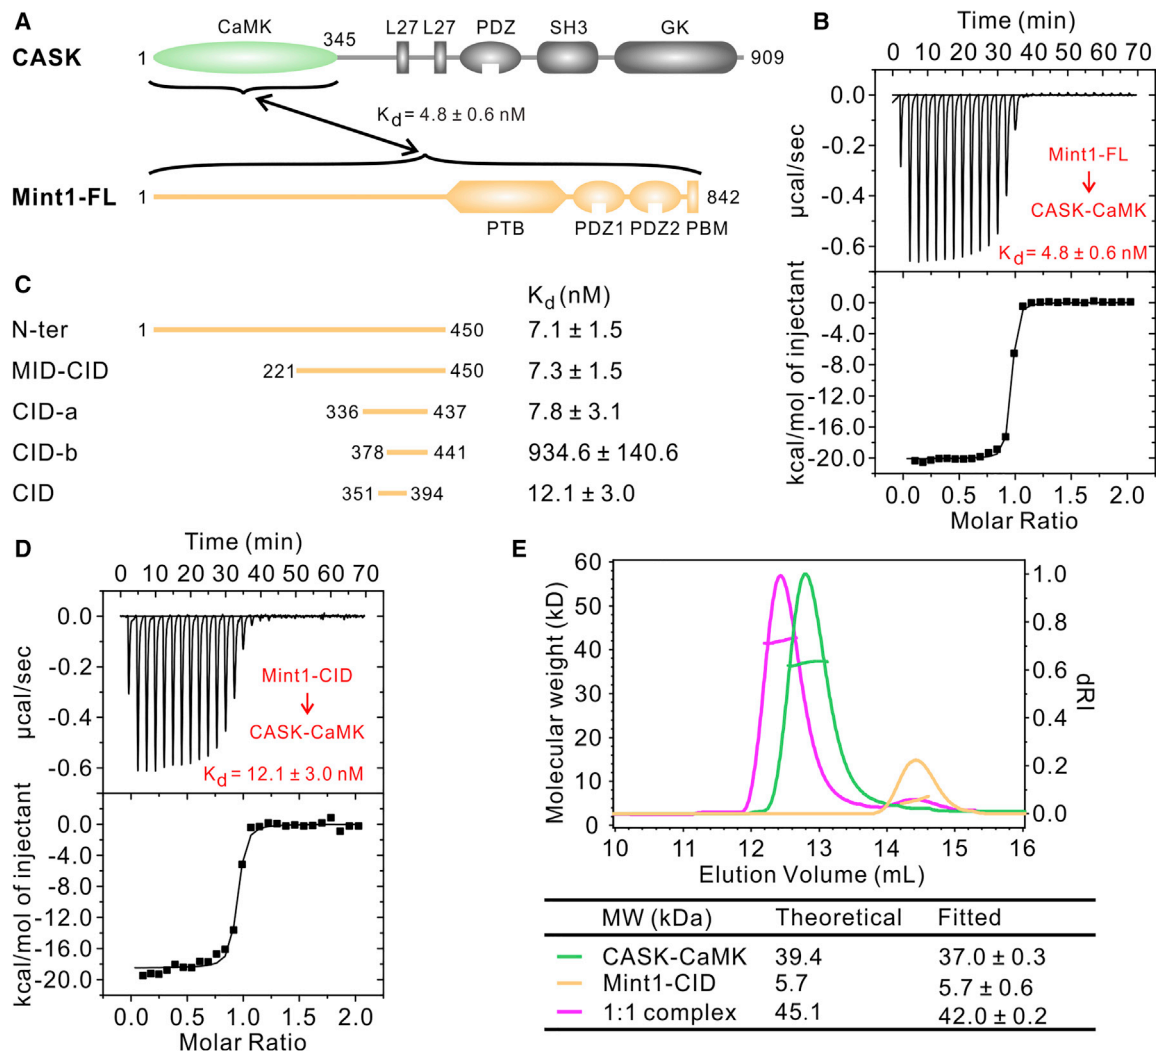 A
CaMK
L27 L27 PDZ SH3 GK
CASK 1 345 909
Kd = 4.8 ± 0.6 nM
Mint1-FL 1 842
PTB PDZ1 PDZ2 PBM
B
Time (min)
0 10 20 30 40 50 60 70
0.0
-0.2
-0.4
-0.6
µcal/sec
Mint1-FL
CASK-CaMK
Kd = 4.8 ± 0.6 nM
0.0
-4.0
-8.0
-12.0
-16.0
-20.0
kcal/mol of injectant
0.0 0.5 1.0 1.5 2.0
Molar Ratio
C
Kd (nM)
N-ter 1 450 7.1 ± 1.5
MID-CID 221 450 7.3 ± 1.5
CID-a 336 437 7.8 ± 3.1
CID-b 378 441 934.6 ± 140.6
CID 351 394 12.1 ± 3.0
D
Time (min)
0 10 20 30 40 50 60 70
0.0
-0.2
-0.4
-0.6
µcal/sec
Mint1-CID
CASK-CaMK
Kd = 12.1 ± 3.0 nM
0.0
-4.0
-8.0
-12.0
-16.0
-20.0
kcal/mol of injectant
0.0 0.5 1.0 1.5 2.0
Molar Ratio
E
60
50
40
30
20
10
0
Molecular weight (kD)
1.0
0.8
0.6
0.4
0.2
0.0
dRI
10 11 12 13 14 15 16
Elution Volume (mL)
MW (kDa) Theoretical Fitted
CASK-CaMK 39.4 37.0 ± 0.3
Mint1-CID 5.7 5.7 ± 0.6
1:1 complex 45.1 42.0 ± 0.2